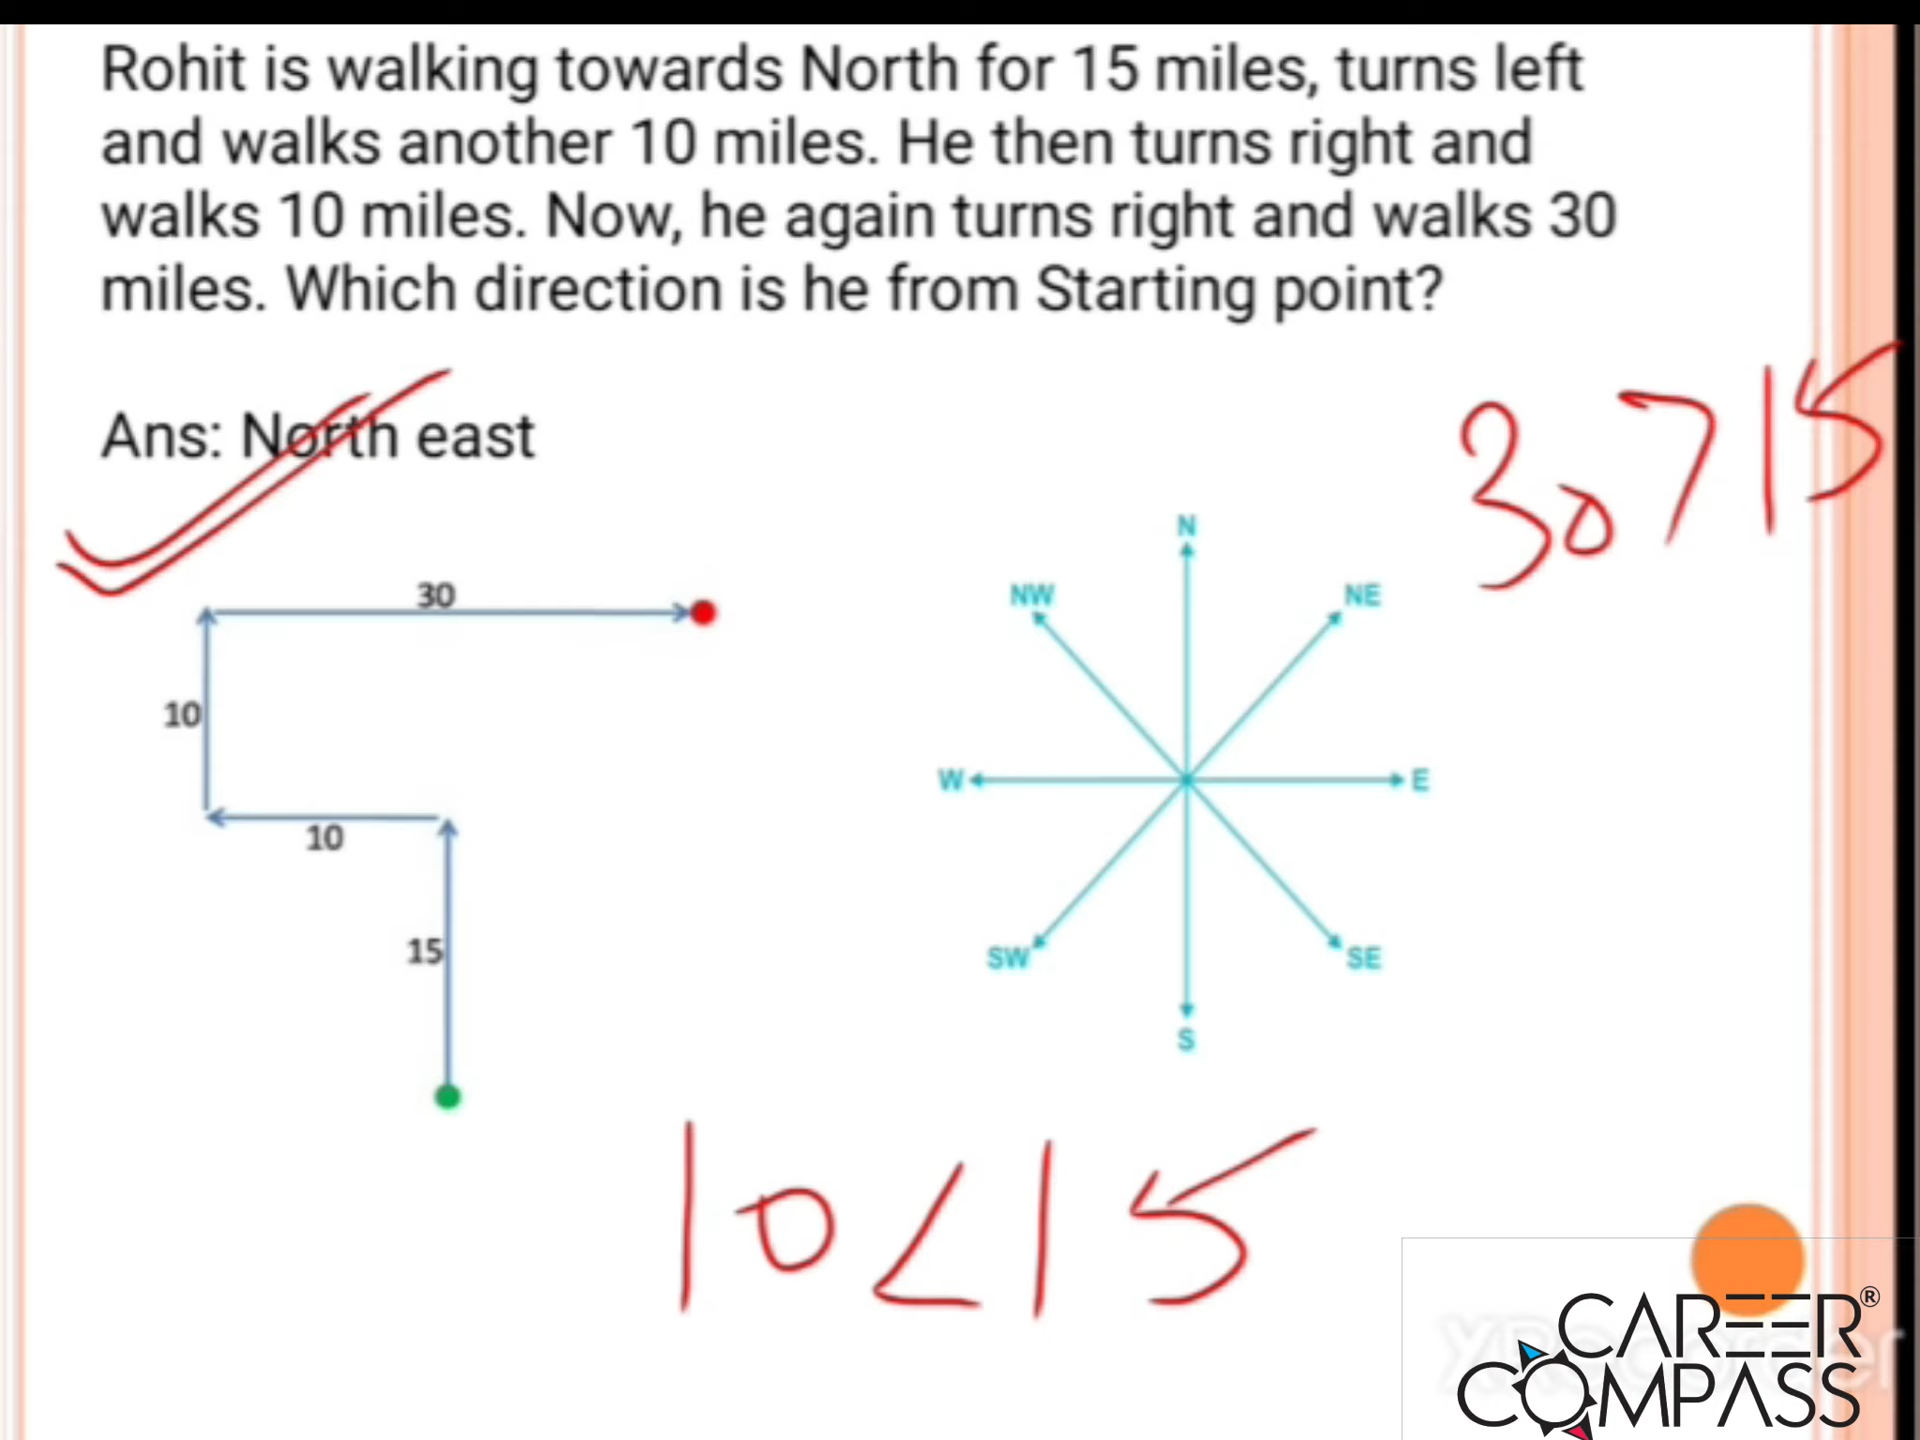 Rohit is walking towards North for 15 miles, turns left
and walks another 10 miles. He then turns right and
walks 10 miles. Now, he again turns right and walks 30
miles. Which direction is he from Starting point?
30 > 15
Ans: North east
N
NW
NE
30
10
W
E
10
15
SW
SE
S
10 < 15
CAREER®
COMPASS